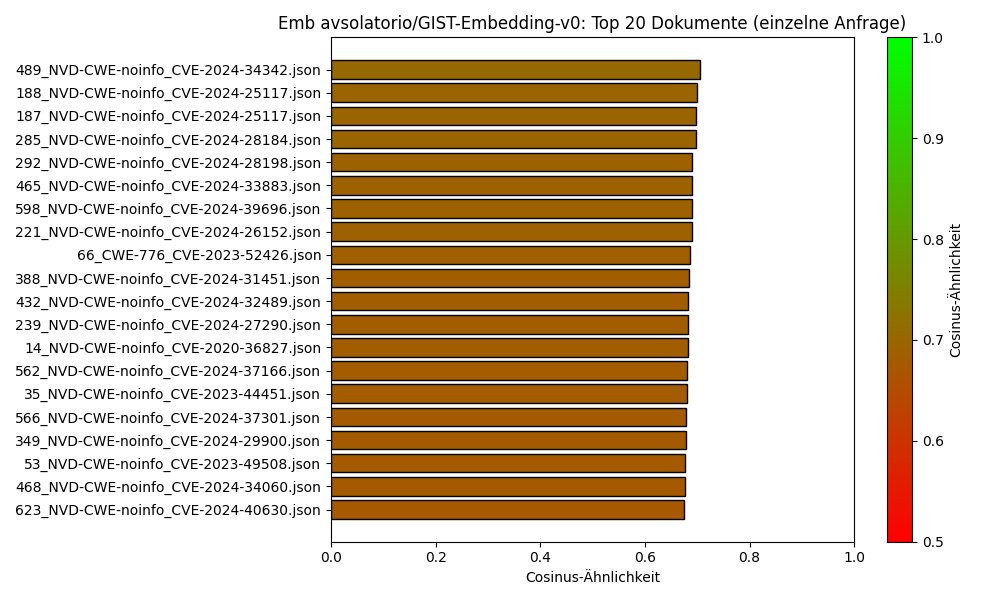 Emb avsolatorio/GIST-Embedding-v0: Top 20 Dokumente (einzelne Anfrage)
489_NVD-CWE-noinfo_CVE-2024-34342.json
188_NVD-CWE-noinfo_CVE-2024-25117.json
187_NVD-CWE-noinfo_CVE-2024-25117.json
285_NVD-CWE-noinfo_CVE-2024-28184.json
292_NVD-CWE-noinfo_CVE-2024-28198.json
465_NVD-CWE-noinfo_CVE-2024-33883.json
598_NVD-CWE-noinfo_CVE-2024-39696.json
221_NVD-CWE-noinfo_CVE-2024-26152.json
66_CWE-776_CVE-2023-52426.json
388_NVD-CWE-noinfo_CVE-2024-31451.json
432_NVD-CWE-noinfo_CVE-2024-32489.json
239_NVD-CWE-noinfo_CVE-2024-27290.json
14_NVD-CWE-noinfo_CVE-2020-36827.json
562_NVD-CWE-noinfo_CVE-2024-37166.json
35_NVD-CWE-noinfo_CVE-2023-44451.json
566_NVD-CWE-noinfo_CVE-2024-37301.json
349_NVD-CWE-noinfo_CVE-2024-29900.json
53_NVD-CWE-noinfo_CVE-2023-49508.json
468_NVD-CWE-noinfo_CVE-2024-34060.json
623_NVD-CWE-noinfo_CVE-2024-40630.json
0.0 0.2 0.4 0.6 0.8 1.0
Cosinus-Ähnlichkeit
1.0
0.9
0.8
0.7
0.6
0.5
Cosinus-Ähnlichkeit